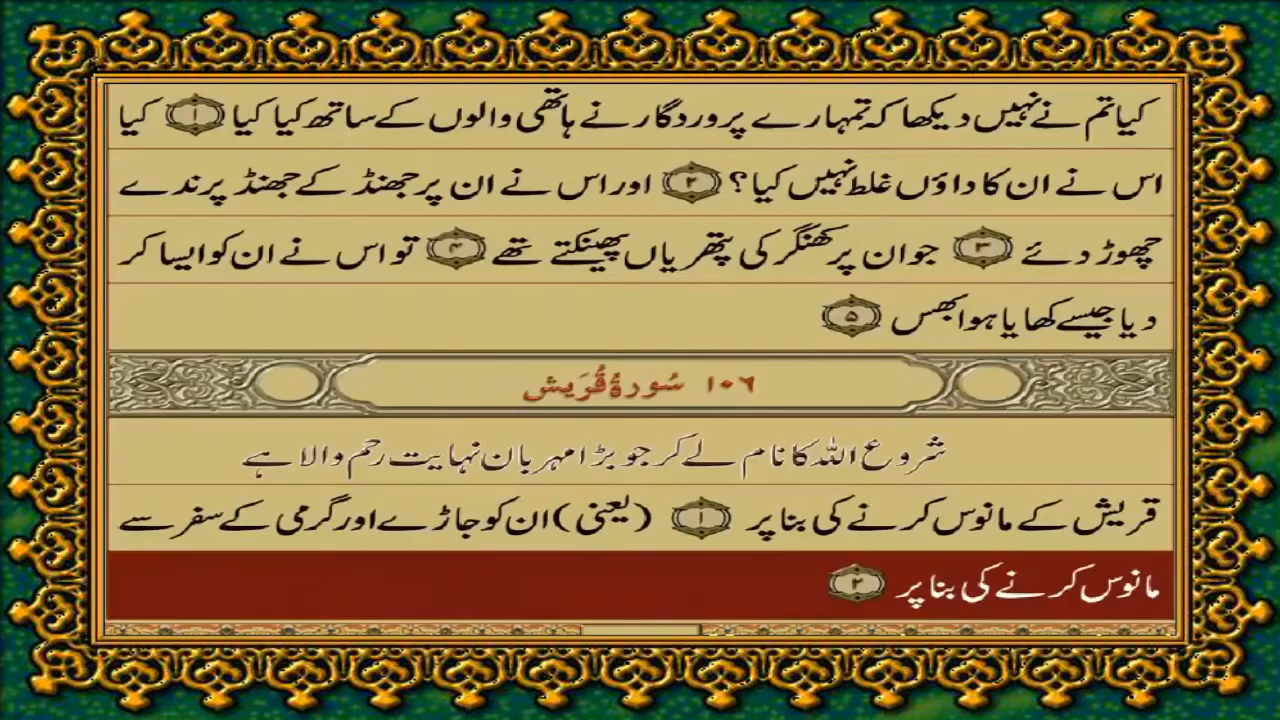 کیا تم نے نہیں دیکھا کہ تمہارے پروردگار نے ہاتھی والوں کے ساتھ کیا کیا ۱ کیا
اس نے ان کا داؤں غلط نہیں کیا؟ ۲ اور اس نے ان پر جھنڈ کے جھنڈ پرندے
چھوڑ دئے ۳ جو ان پر کھنگر کی پتھریاں پھینکتے تھے ۴ تو اس نے ان کو ایسا کر
دیا جیسے کھایا ہوا بھس ۵
۱۰۶ سُورۃُ قُرَیش
شروع اللہ کا نام لے کر جو بڑا مہربان نہایت رحم والا ہے
قریش کے مانوس کرنے کی بنا پر ۱ (یعنی) ان کو جاڑے اور گرمی کے سفر سے
مانوس کرنے کی بنا پر ۲